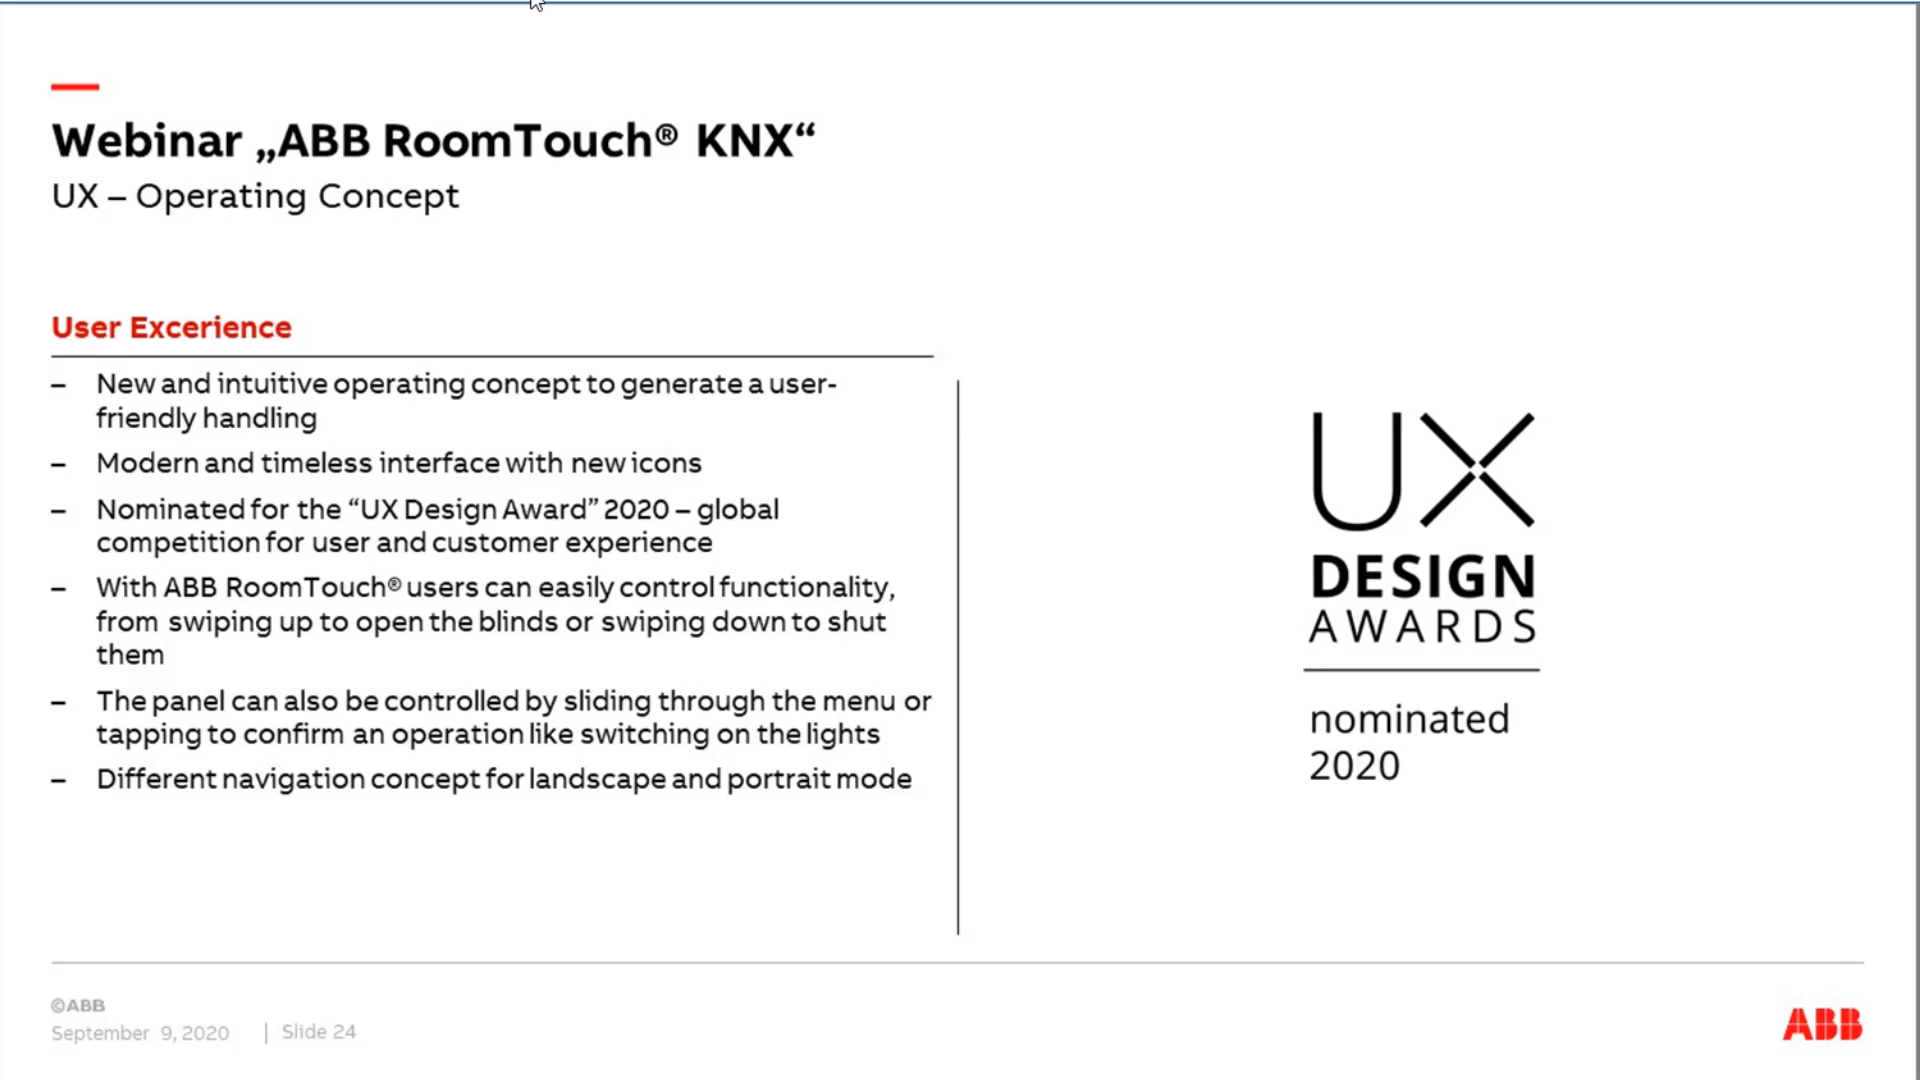 Webinar „ABB RoomTouch® KNX“
UX – Operating Concept
User Excerience
– New and intuitive operating concept to generate a user-
friendly handling
– Modern and timeless interface with new icons
– Nominated for the “UX Design Award” 2020 – global
competition for user and customer experience
– With ABB RoomTouch® users can easily control functionality,
from swiping up to open the blinds or swiping down to shut
them
– The panel can also be controlled by sliding through the menu or
tapping to confirm an operation like switching on the lights
– Different navigation concept for landscape and portrait mode
UX
DESIGN
AWARDS
nominated
2020
©ABB
September 9, 2020 | Slide 24
ABB